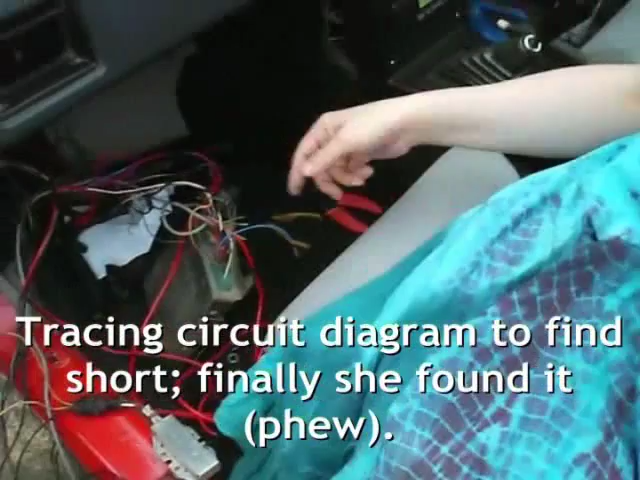 Tracing circuit diagram to find
short; finally she found it
(phew).